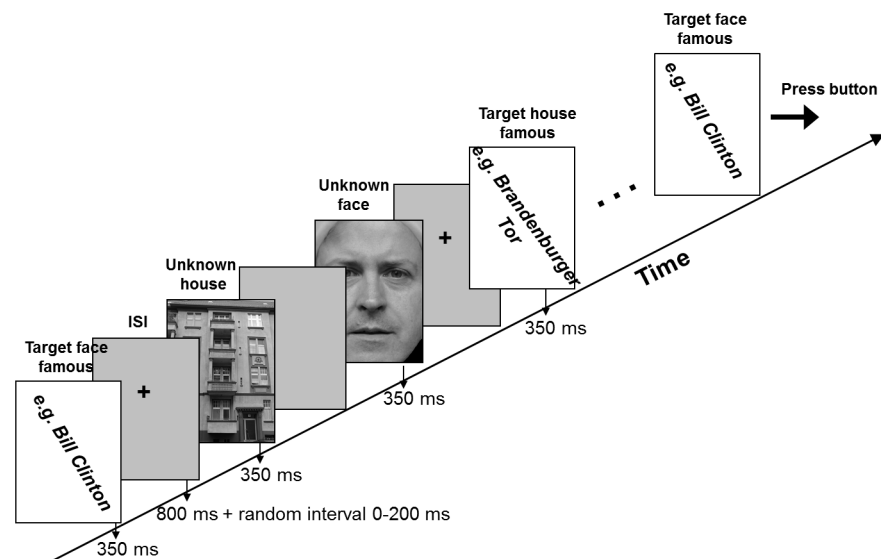 Target face
famous
Press button
e.g. Bill Clinton
Target house
famous
e.g. Brandenburger
Tor
. . .
Time
Unknown
face
+
350 ms
Unknown
house
350 ms
ISI
+
350 ms
Target face
famous
e.g. Bill Clinton
800 ms + random interval 0-200 ms
350 ms